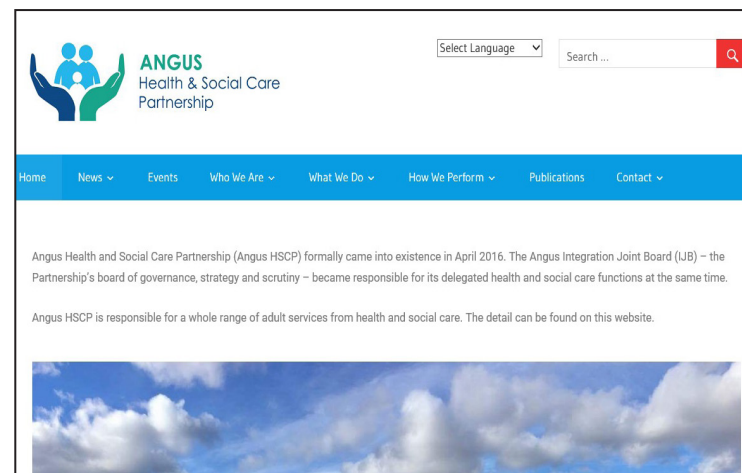 ANGUS
Health & Social Care
Partnership
Select Language
Search ...
Home News Events Who We Are What We Do How We Perform Publications Contact
Angus Health and Social Care Partnership (Angus HSCP) formally came into existence in April 2016. The Angus Integration Joint Board (IJB) – the
Partnership's board of governance, strategy and scrutiny – became responsible for its delegated health and social care functions at the same time.
Angus HSCP is responsible for a whole range of adult services from health and social care. The detail can be found on this website.